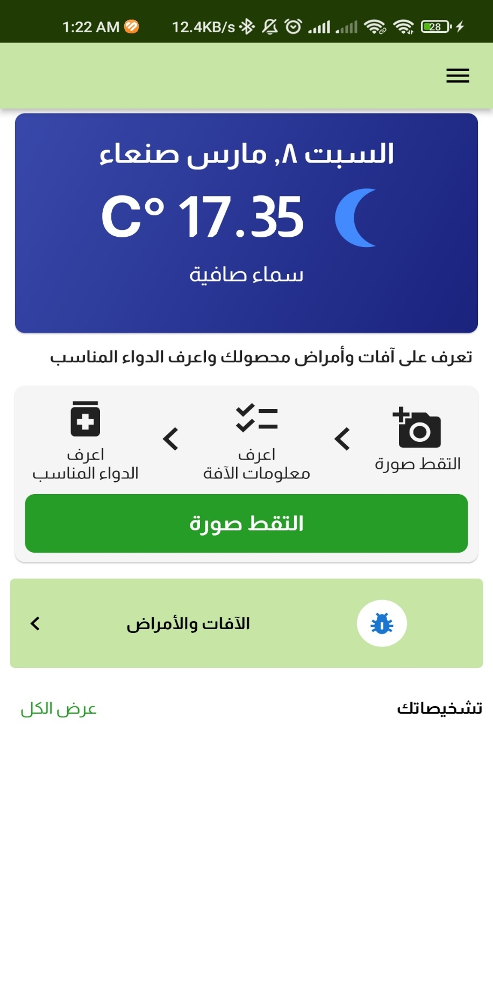 1:22 AM 12.4KB/s 28
السبت ٨, مارس صنعاء
17.35 °C
سماء صافية
تعرف على آفات وأمراض محصولك واعرف الدواء المناسب
التقط صورة
اعرف
معلومات الآفة
اعرف
الدواء المناسب
التقط صورة
الآفات والأمراض
تشخيصاتك
عرض الكل